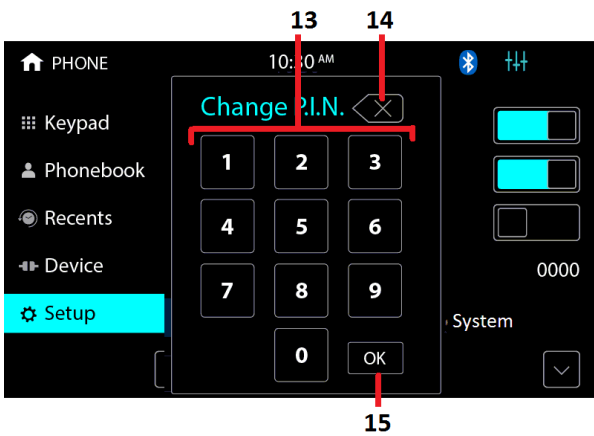 13 14
PHONE 10:30 AM
Change P.I.N.
Keypad
1 2 3
Phonebook
4 5 6
Recents
Device
0000
7 8 9
Setup
System
0 OK
15